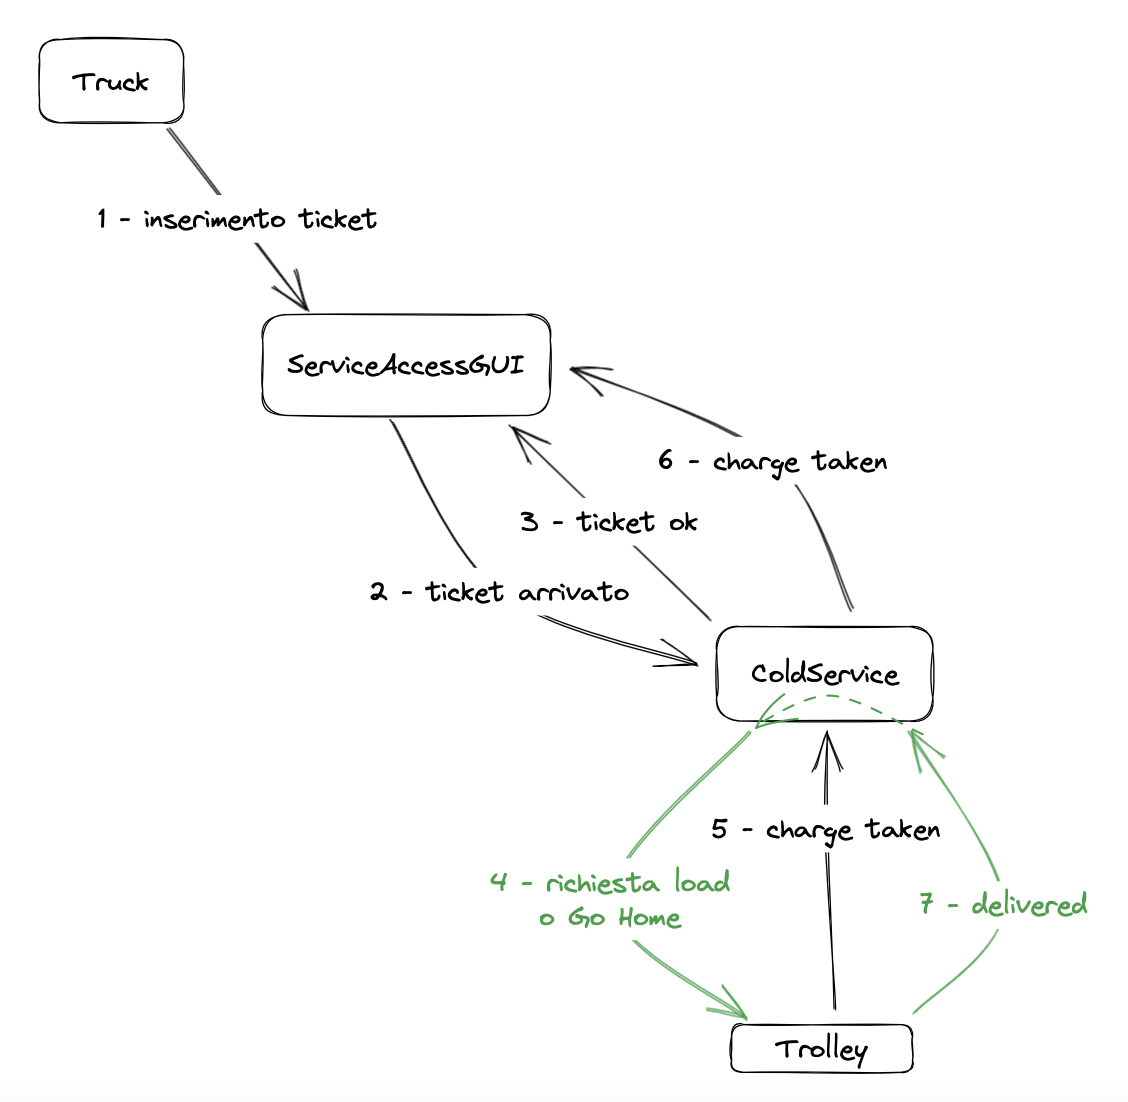 Truck
1 - inserimento ticket
ServiceAccessGUI
6 - charge taken
3 - ticket ok
2 - ticket arrivato
ColdService
5 - charge taken
4 - richiesta load
o Go Home
7 - delivered
Trolley